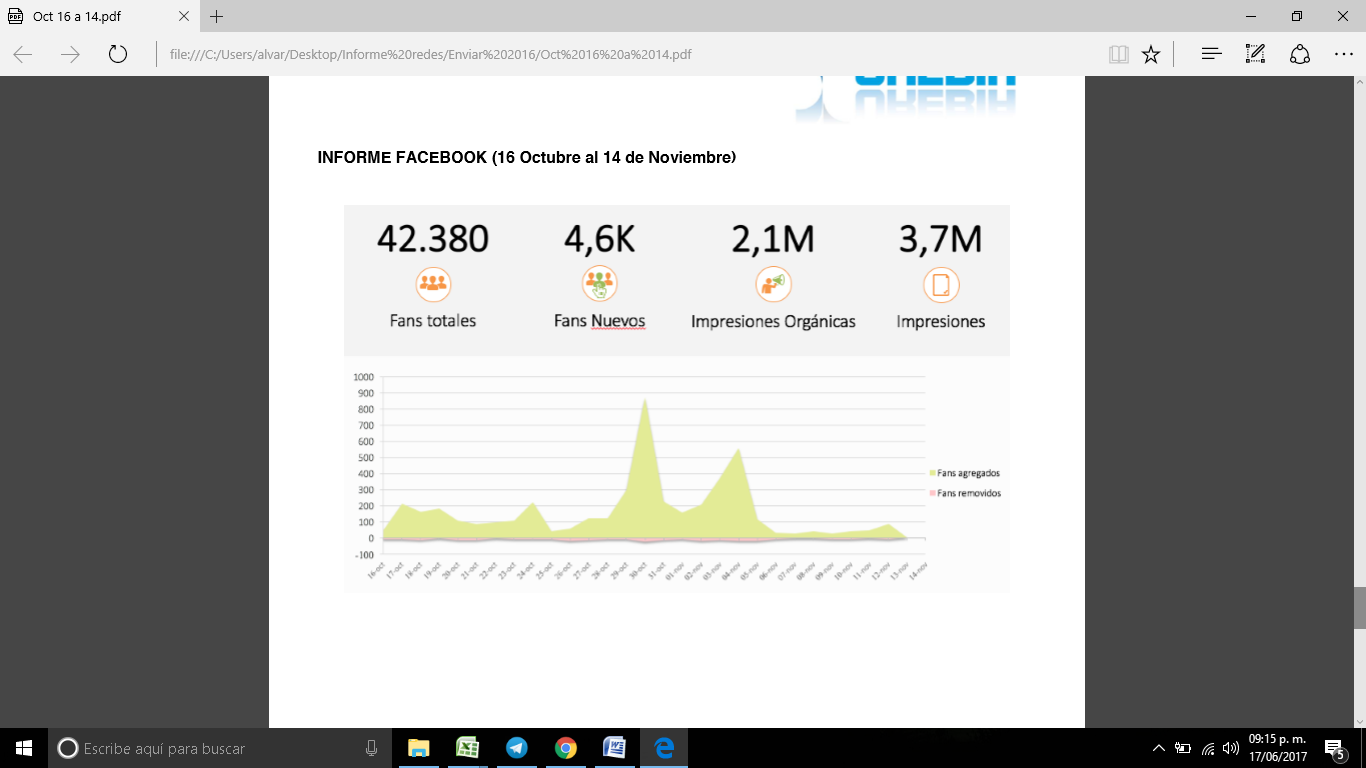 Oct 16 a 14.pdf
file:///C:/Users/alvar/Desktop/Informe%20redes/Enviar%202016/Oct%2016%20a%2014.pdf
INFORME FACEBOOK (16 Octubre al 14 de Noviembre)
42.380 4,6K 2,1M 3,7M
Fans totales Fans Nuevos Impresiones Orgánicas Impresiones
1000
900
800
700
600
500
400
300
200
100
0
-100
Fans agregados
Fans removidos
16-oct 17-oct 18-oct 19-oct 20-oct 21-oct 22-oct 23-oct 24-oct 25-oct 26-oct 27-oct 28-oct 29-oct 30-oct 31-oct 01-nov 02-nov 03-nov 04-nov 05-nov 06-nov 07-nov 08-nov 09-nov 10-nov 11-nov 12-nov 13-nov 14-nov
Escribe aquí para buscar
09:15 p. m.
17/06/2017
5